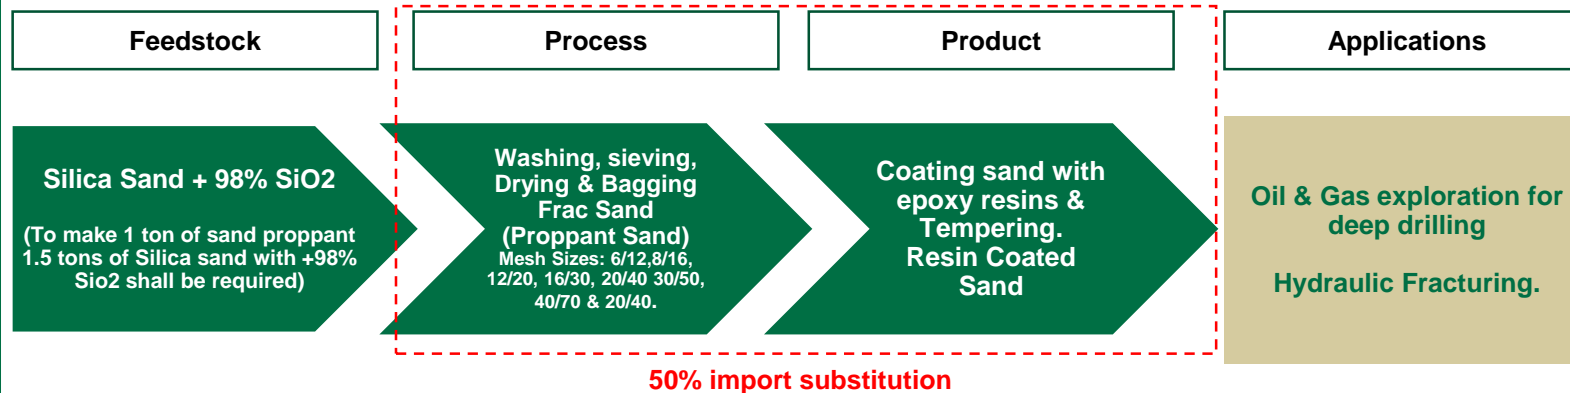 Feedstock
Process
Product
Applications
Silica Sand + 98% SiO2
(To make 1 ton of sand proppant
1.5 tons of Silica sand with +98%
Sio2 shall be required)
Washing, sieving,
Drying & Bagging
Frac Sand
(Proppant Sand)
Mesh Sizes: 6/12,8/16,
12/20, 16/30, 20/40 30/50,
40/70 & 20/40.
Coating sand with
epoxy resins &
Tempering.
Resin Coated
Sand
Oil & Gas exploration for
deep drilling
Hydraulic Fracturing.
50% import substitution